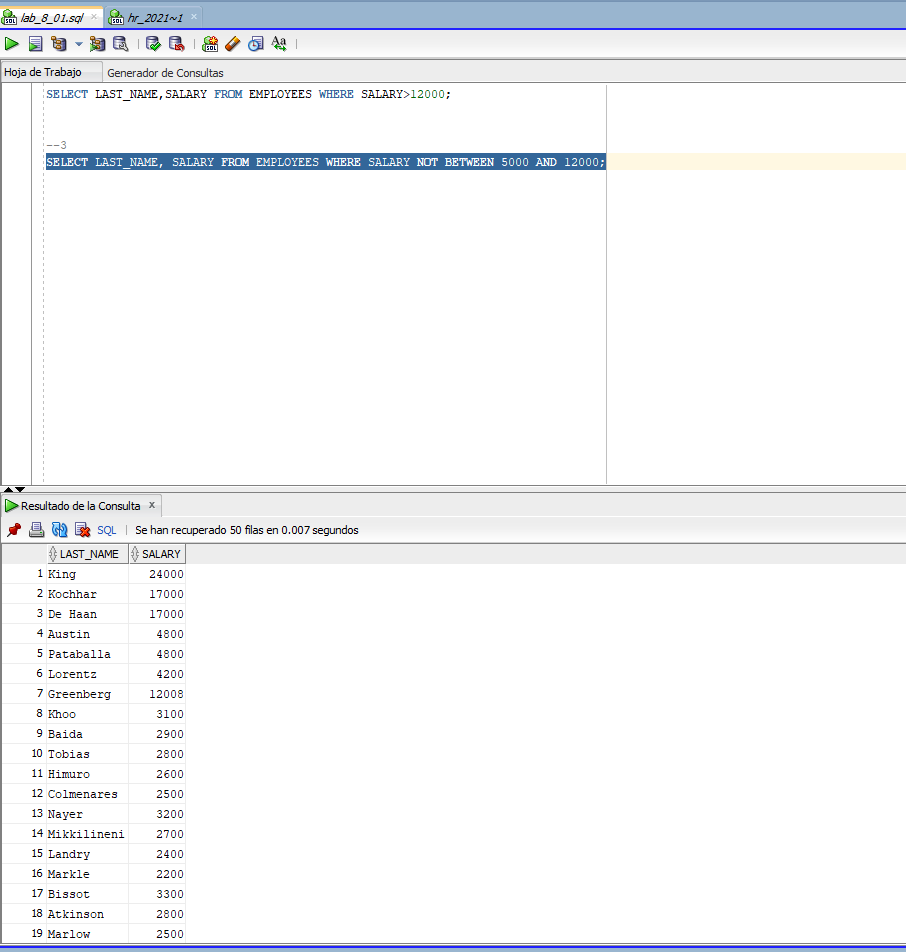 lab_8_01.sql × hr_2021~1 ×
Hoja de Trabajo Generador de Consultas
SELECT LAST_NAME,SALARY FROM EMPLOYEES WHERE SALARY>12000;
--3
SELECT LAST_NAME, SALARY FROM EMPLOYEES WHERE SALARY NOT BETWEEN 5000 AND 12000;
Resultado de la Consulta ×
SQL | Se han recuperado 50 filas en 0.007 segundos
LAST_NAME SALARY
1 King 24000
2 Kochhar 17000
3 De Haan 17000
4 Austin 4800
5 Pataballa 4800
6 Lorentz 4200
7 Greenberg 12008
8 Khoo 3100
9 Baida 2900
10 Tobias 2800
11 Himuro 2600
12 Colmenares 2500
13 Nayer 3200
14 Mikkilineni 2700
15 Landry 2400
16 Markle 2200
17 Bissot 3300
18 Atkinson 2800
19 Marlow 2500